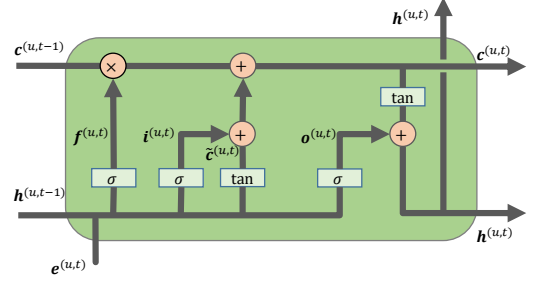 h^(u,t)
c^(u,t−1)
c^(u,t)
×
+
tan
f^(u,t)
i^(u,t)
+
o^(u,t)
+
c̃^(u,t)
σ
σ
tan
σ
h^(u,t−1)
h^(u,t)
e^(u,t)